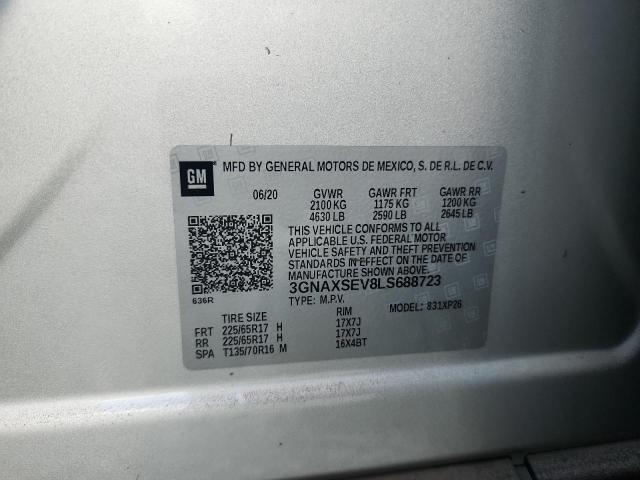 GM
MFD BY GENERAL MOTORS DE MEXICO, S. DE R.L. DE C.V.
06/20 GVWR GAWR FRT GAWR RR
2100 KG 1175 KG 1200 KG
4630 LB 2590 LB 2645 LB
THIS VEHICLE CONFORMS TO ALL
APPLICABLE U.S. FEDERAL MOTOR
VEHICLE SAFETY AND THEFT PREVENTION
STANDARDS IN EFFECT ON THE DATE OF
MANUFACTURE SHOWN ABOVE.
3GNAXSEV8LS688723
636R
TYPE: M.P.V. MODEL: 831XP26
TIRE SIZE RIM
FRT 225/65R17 H 17X7J
RR 225/65R17 H 17X7J
SPA T135/70R16 M 16X4BT